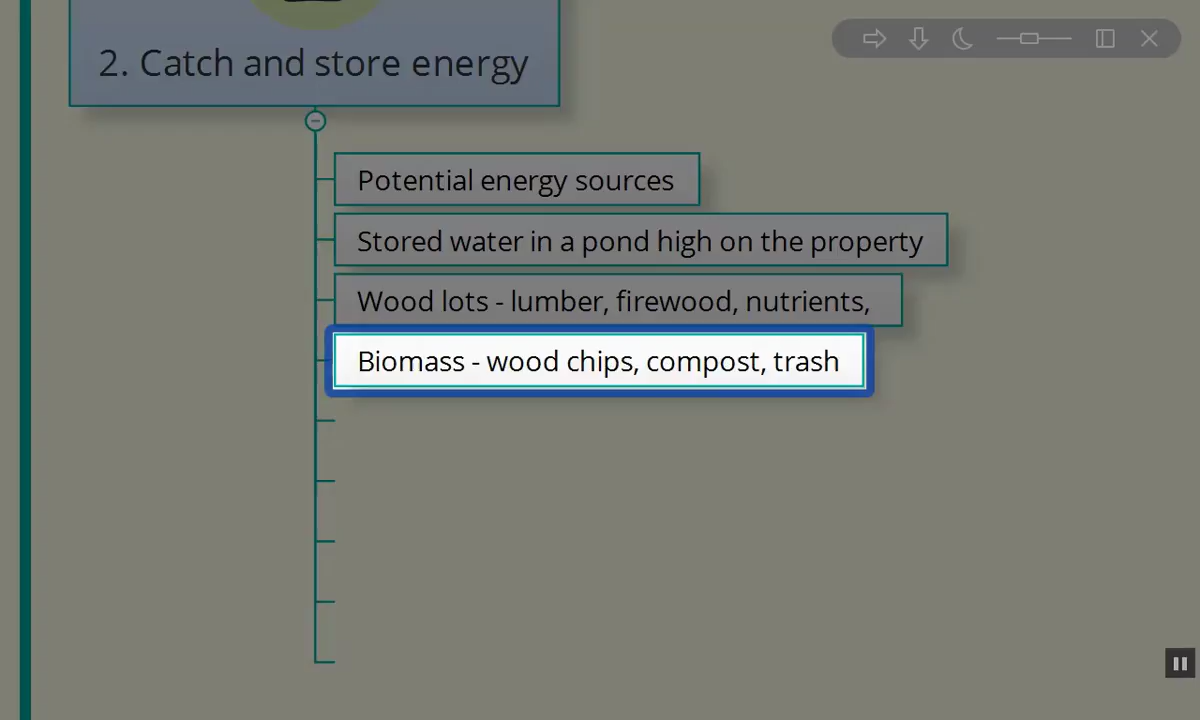 2. Catch and store energy
Potential energy sources
Stored water in a pond high on the property
Wood lots - lumber, firewood, nutrients,
Biomass - wood chips, compost, trash